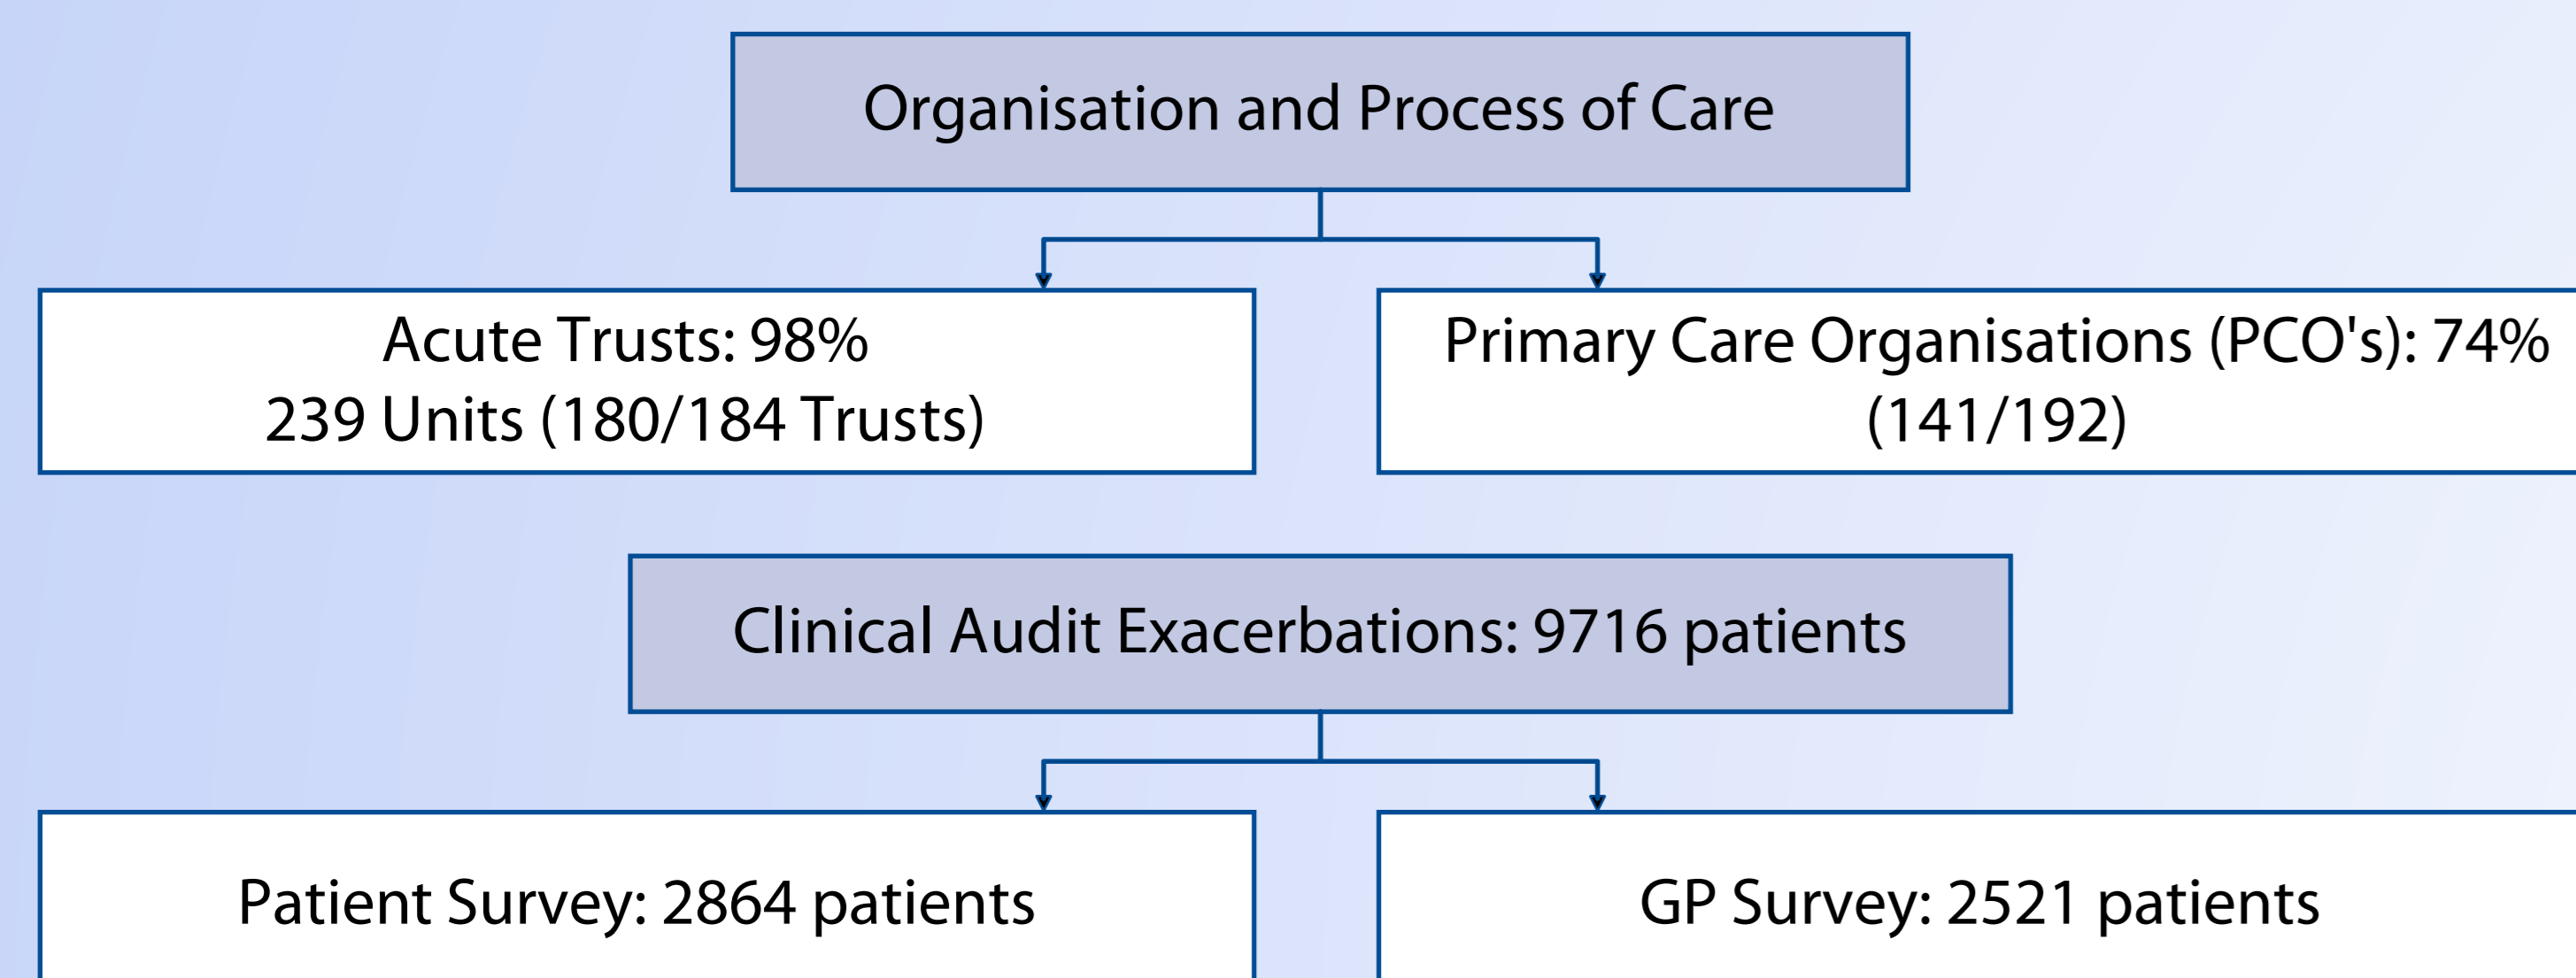 Organisation and Process of Care
Acute Trusts: 98%
239 Units (180/184 Trusts)
Primary Care Organisations (PCO's): 74%
(141/192)
Clinical Audit Exacerbations: 9716 patients
Patient Survey: 2864 patients
GP Survey: 2521 patients